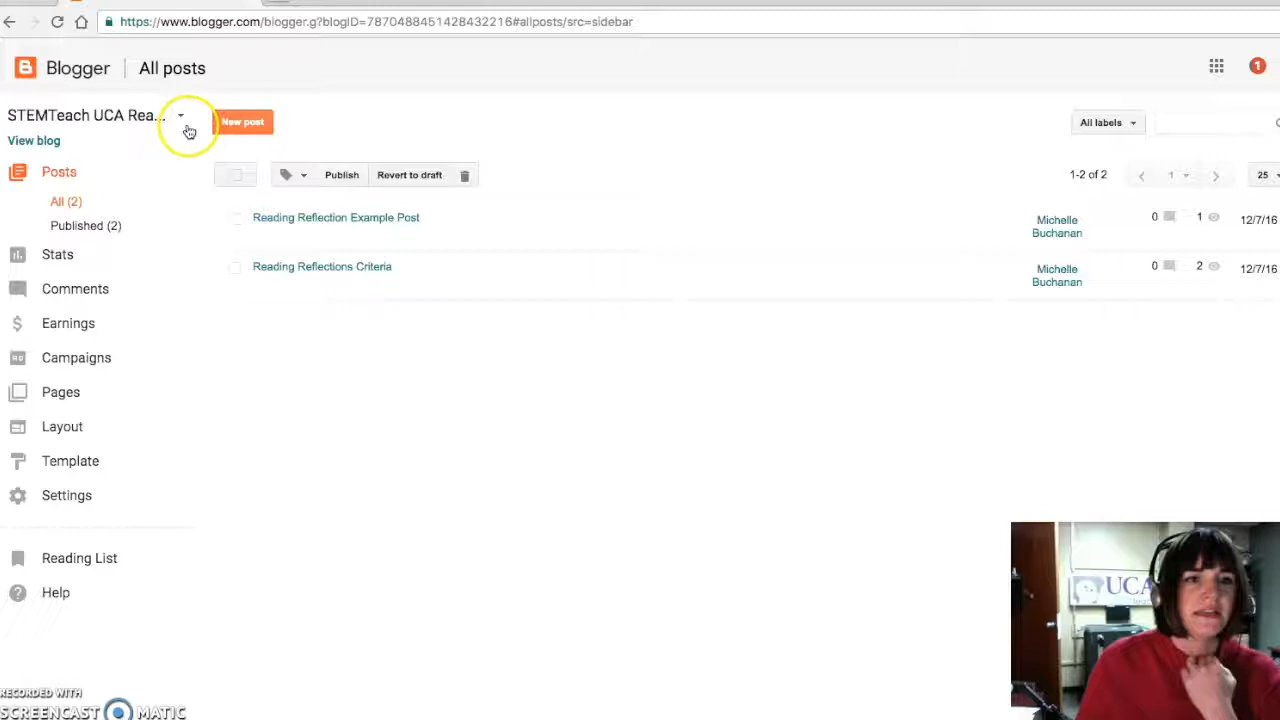 https://www.blogger.com/blogger.g?blogID=7870488451428432216#allposts/src=sidebar
Blogger | All posts
1
STEMTeach UCA Rea...
New post
All labels
View blog
Posts
Publish
Revert to draft
1-2 of 2
1
25
All (2)
Published (2)
Reading Reflection Example Post
Michelle
Buchanan
0
1
12/7/16
Stats
Reading Reflections Criteria
Michelle
Buchanan
0
2
12/7/16
Comments
Earnings
Campaigns
Pages
Layout
Template
Settings
Reading List
Help
UCA
RECORDED WITH
SCREENCAST MATIC